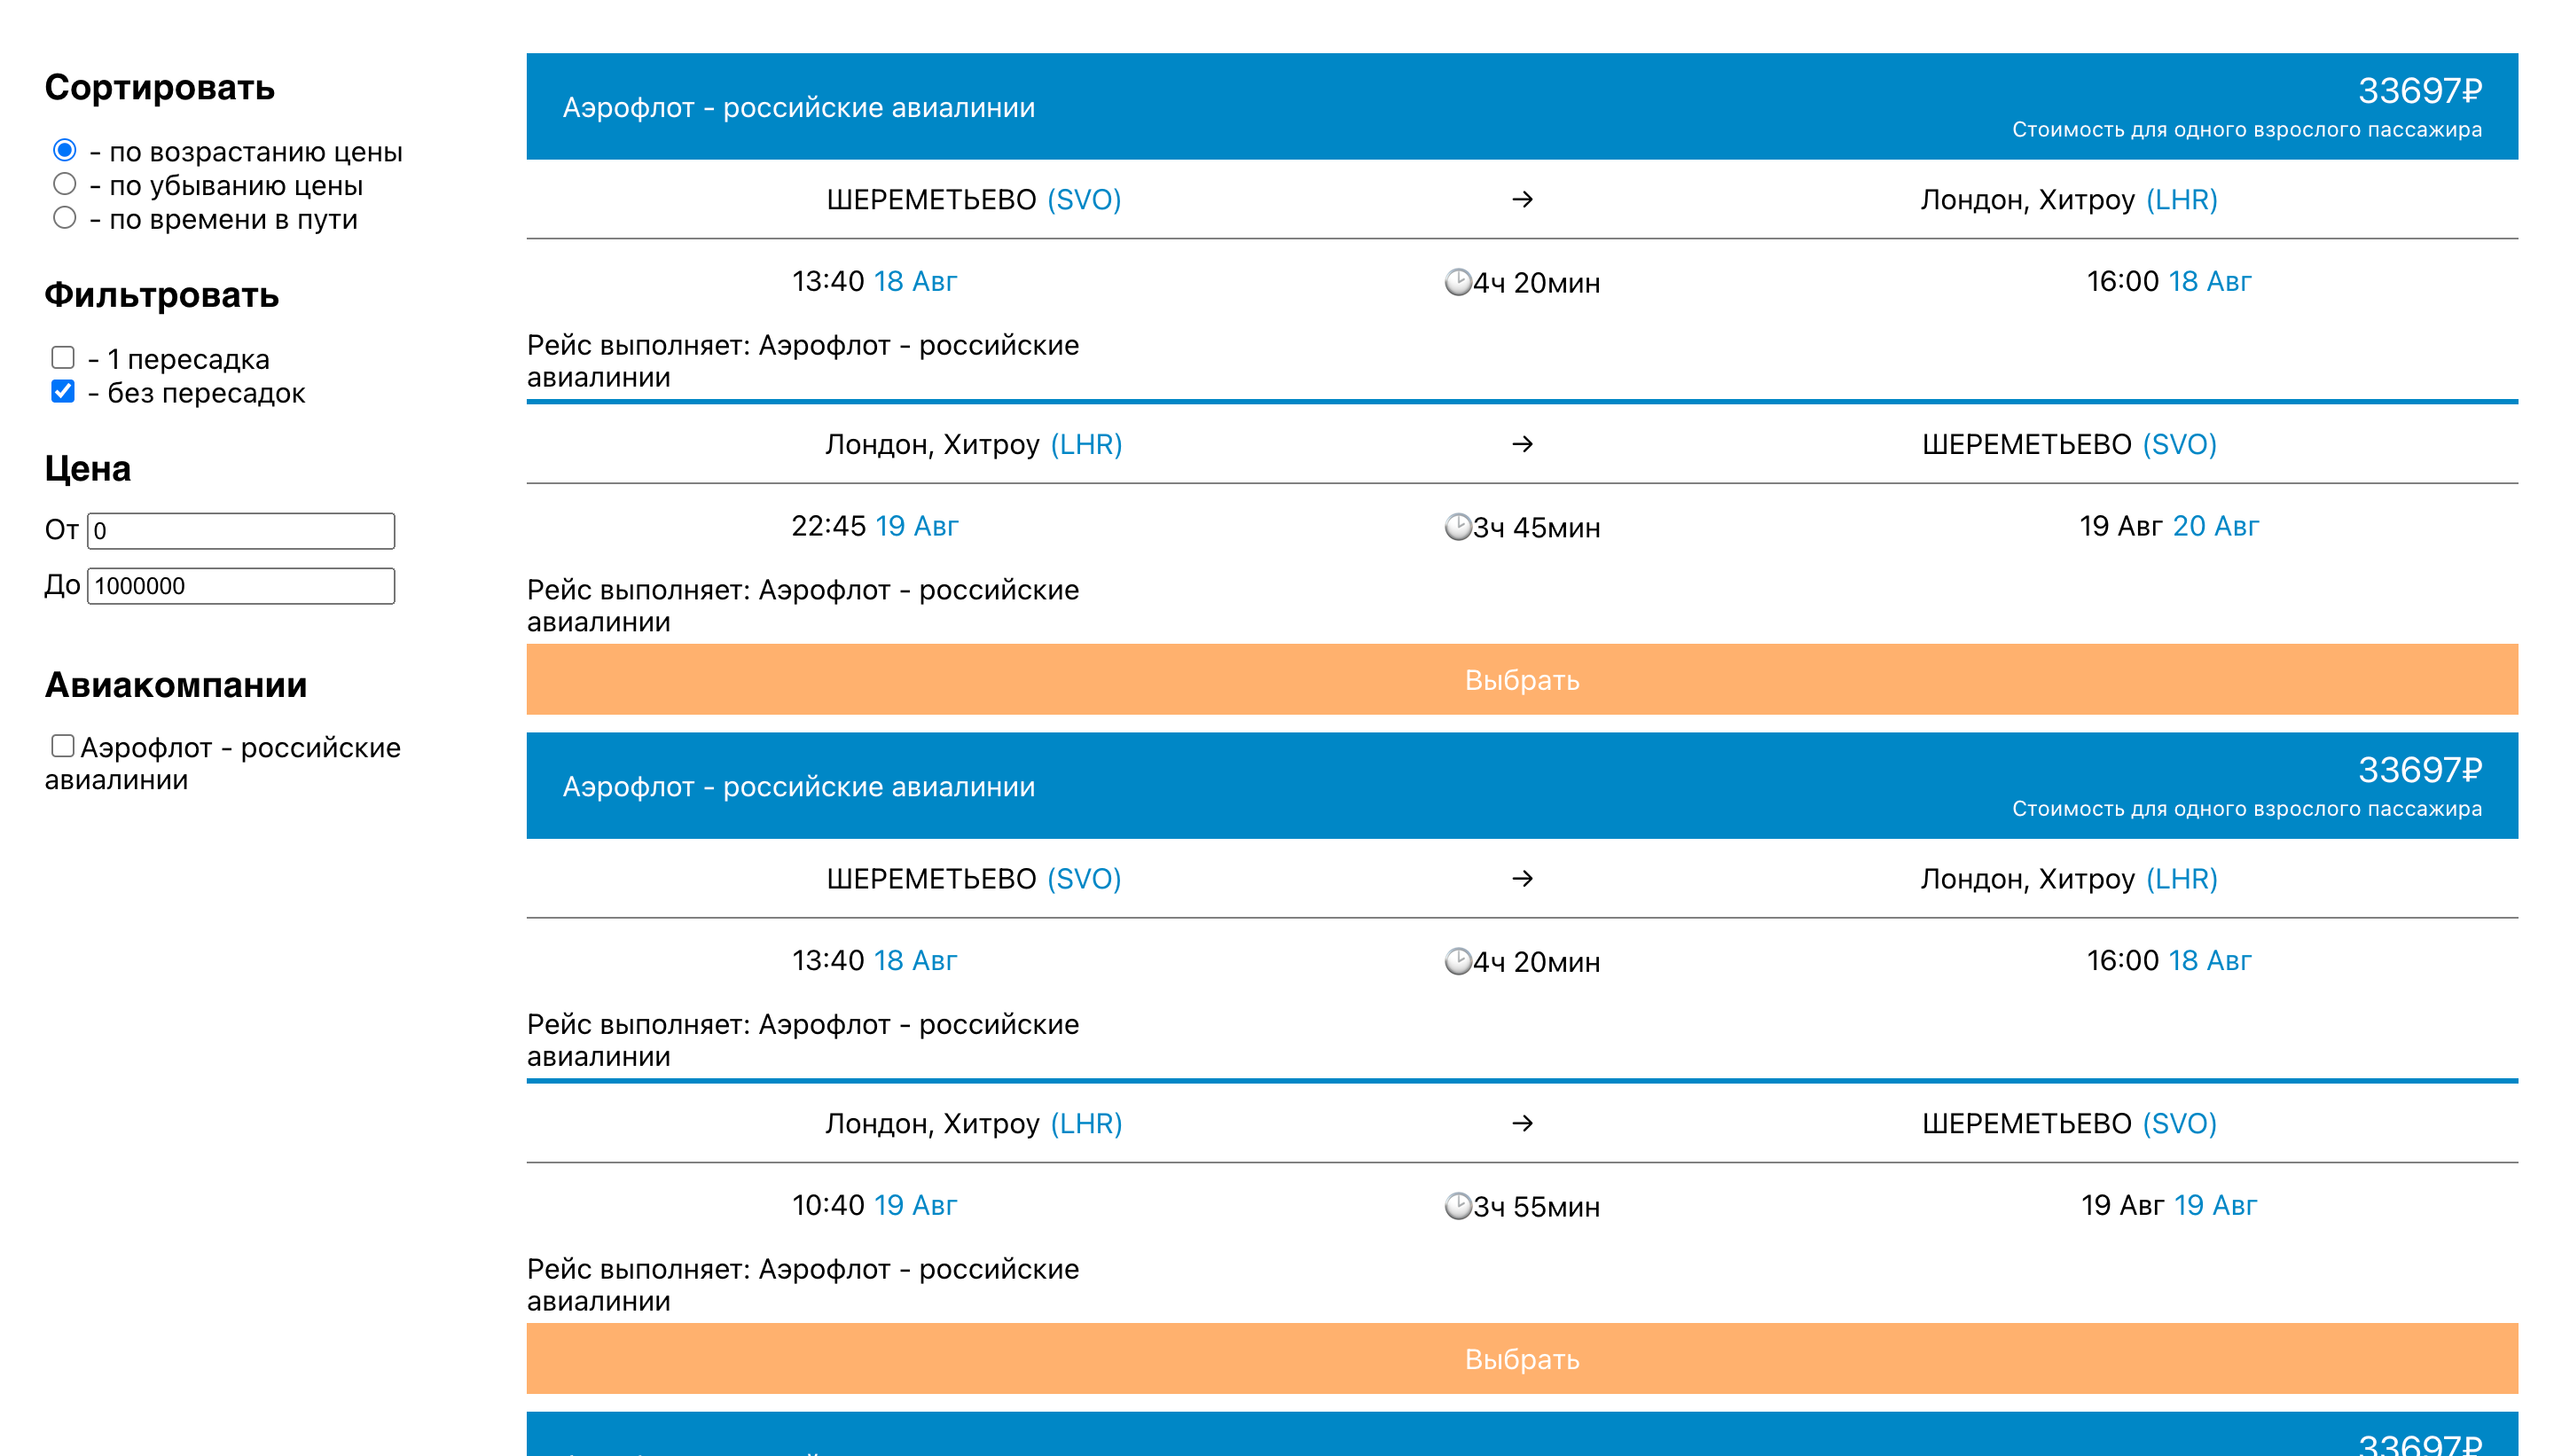 Сортировать
- по возрастанию цены
- по убыванию цены
- по времени в пути
Фильтровать
- 1 пересадка
- без пересадок
Цена
От 0
До 1000000
Авиакомпании
Аэрофлот - российские
авиалинии
Аэрофлот - российские авиалинии
33697₽
Стоимость для одного взрослого пассажира
ШЕРЕМЕТЬЕВО (SVO) → Лондон, Хитроу (LHR)
13:40 18 Авг 4ч 20мин 16:00 18 Авг
Рейс выполняет: Аэрофлот - российские
авиалинии
Лондон, Хитроу (LHR) → ШЕРЕМЕТЬЕВО (SVO)
22:45 19 Авг 3ч 45мин 19 Авг 20 Авг
Рейс выполняет: Аэрофлот - российские
авиалинии
Выбрать
Аэрофлот - российские авиалинии
33697₽
Стоимость для одного взрослого пассажира
ШЕРЕМЕТЬЕВО (SVO) → Лондон, Хитроу (LHR)
13:40 18 Авг 4ч 20мин 16:00 18 Авг
Рейс выполняет: Аэрофлот - российские
авиалинии
Лондон, Хитроу (LHR) → ШЕРЕМЕТЬЕВО (SVO)
10:40 19 Авг 3ч 55мин 19 Авг 19 Авг
Рейс выполняет: Аэрофлот - российские
авиалинии
Выбрать
33697₽